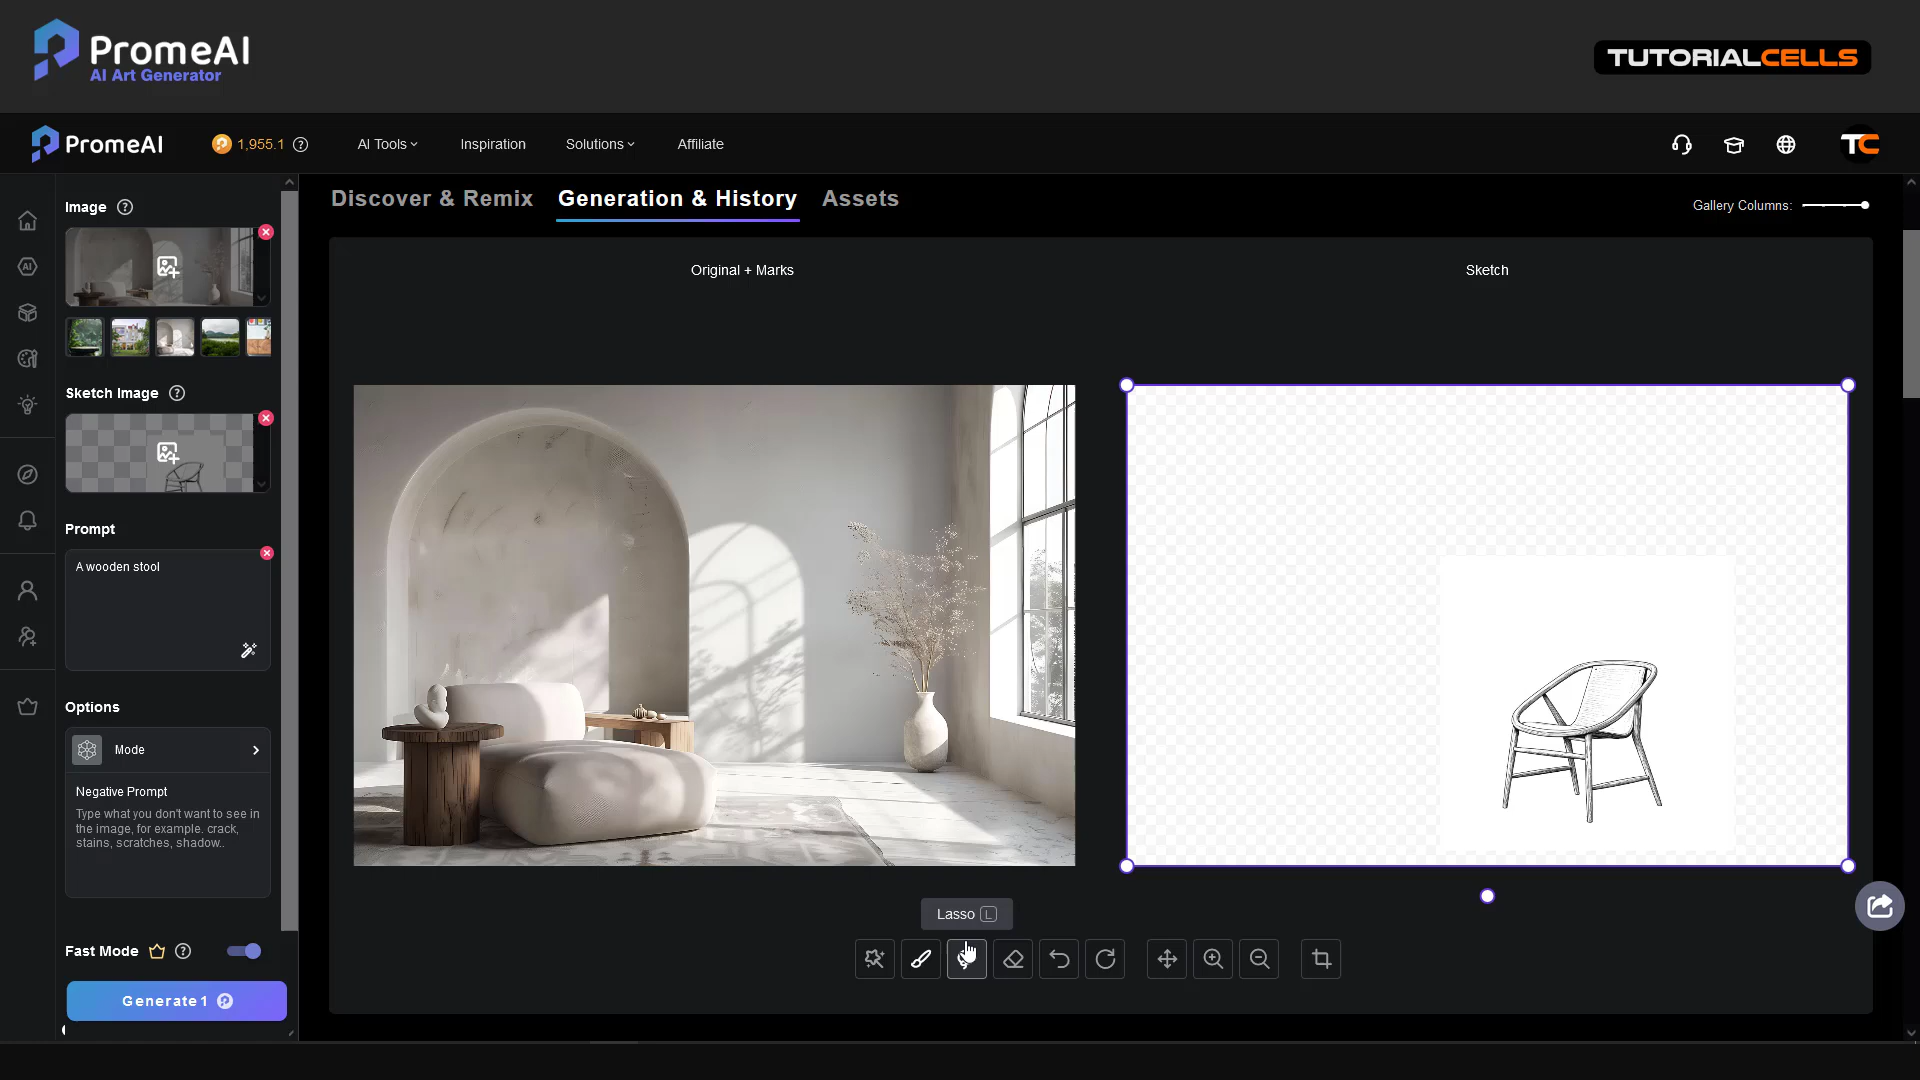 PromeAI
AI Art Generator
TUTORIALCELLS
PromeAI
1,955.1
AI Tools
Inspiration
Solutions
Affiliate
TC
Image
Discover & Remix
Generation & History
Assets
Gallery Columns:
Original + Marks
Sketch
Sketch Image
Prompt
A wooden stool
Options
Mode
Negative Prompt
Type what you don't want to see in
the image, for example. crack,
stains, scratches, shadow..
Lasso L
Fast Mode
Generate 1